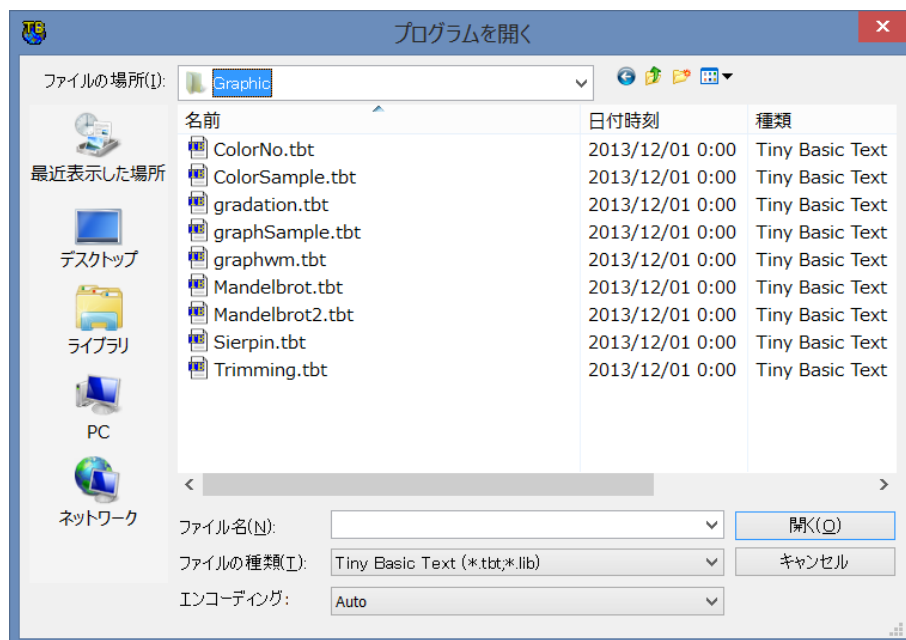 プログラムを開く
ファイルの場所(I): Graphic
名前 日付時刻 種類
ColorNo.tbt 2013/12/01 0:00 Tiny Basic Text
ColorSample.tbt 2013/12/01 0:00 Tiny Basic Text
gradation.tbt 2013/12/01 0:00 Tiny Basic Text
graphSample.tbt 2013/12/01 0:00 Tiny Basic Text
graphwm.tbt 2013/12/01 0:00 Tiny Basic Text
Mandelbrot.tbt 2013/12/01 0:00 Tiny Basic Text
Mandelbrot2.tbt 2013/12/01 0:00 Tiny Basic Text
Sierpin.tbt 2013/12/01 0:00 Tiny Basic Text
Trimming.tbt 2013/12/01 0:00 Tiny Basic Text
最近表示した場所
デスクトップ
ライブラリ
PC
ネットワーク
ファイル名(N): 開く(O)
ファイルの種類(T): Tiny Basic Text (*.tbt;*.lib) キャンセル
エンコーディング: Auto